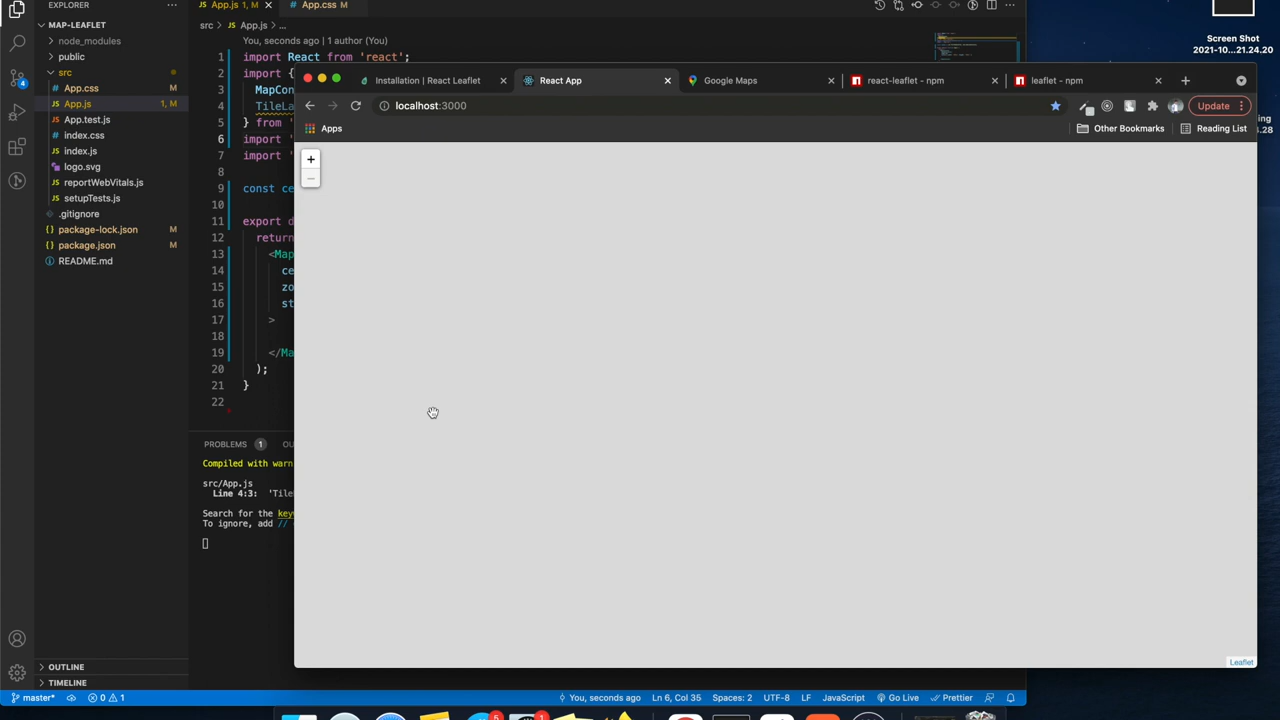 EXPLORER
···
App.js 1, M
App.css M
MAP-LEAFLET
src > App.js > ...
node_modules
You, seconds ago | 1 author (You)
public
1 import React from 'react';
src
2 import {
App.css M
3 MapCon
App.js 1, M
4 TileLa
App.test.js
5 } from '
index.css
6 import '
index.js
7 import '
logo.svg
8
reportWebVitals.js
9 const ce
setupTests.js
10
.gitignore
11 export d
package-lock.json M
12 return
package.json M
13 <Map
README.md
14 ce
15 zo
16 st
17 >
18
19 </Ma
20 );
21 }
22
4
PROBLEMS 1 OU
Compiled with warn
src/App.js
Line 4:3: 'Tile
Search for the key
To ignore, add //
OUTLINE
TIMELINE
master* 0 1
You, seconds ago Ln 6, Col 35 Spaces: 2 UTF-8 LF JavaScript Go Live Prettier
Installation | React Leaflet
React App
Google Maps
react-leaflet - npm
leaflet - npm
localhost:3000
Update
Apps
Other Bookmarks
Reading List
+
−
Leaflet
Screen Shot
2021-10...21.24.20
ing
.28
5
1